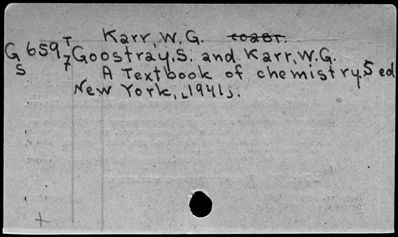 Karr, W.G. coaut.
G 659 T Goostray, S. and Karr, W.G.
S 7 A Textbook of chemistry. 5 ed
New York, [1941].